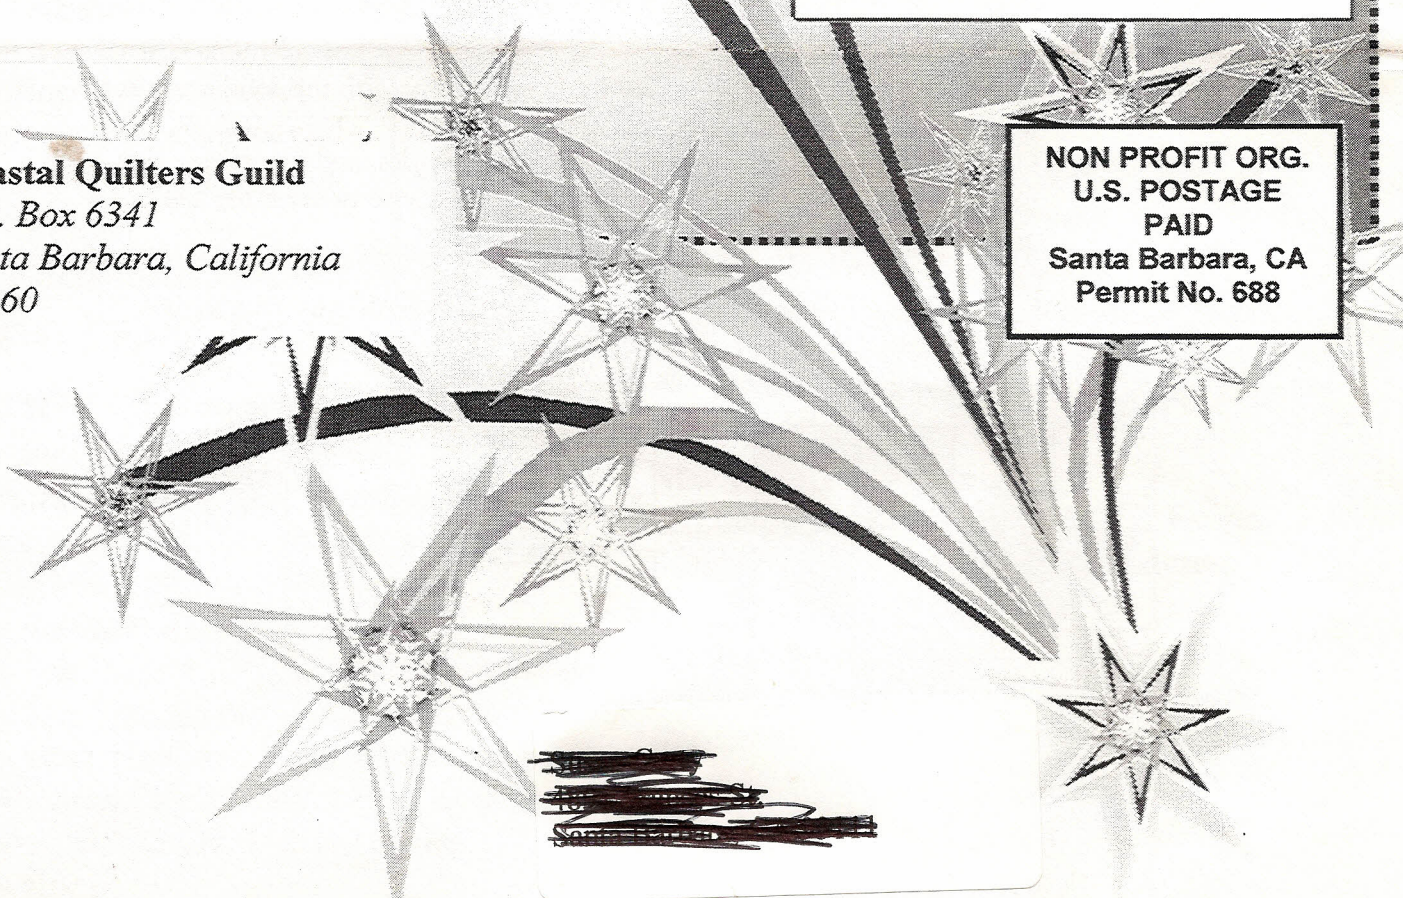 astal Quilters Guild
. Box 6341
ta Barbara, California
60
NON PROFIT ORG.
U.S. POSTAGE
PAID
Santa Barbara, CA
Permit No. 688